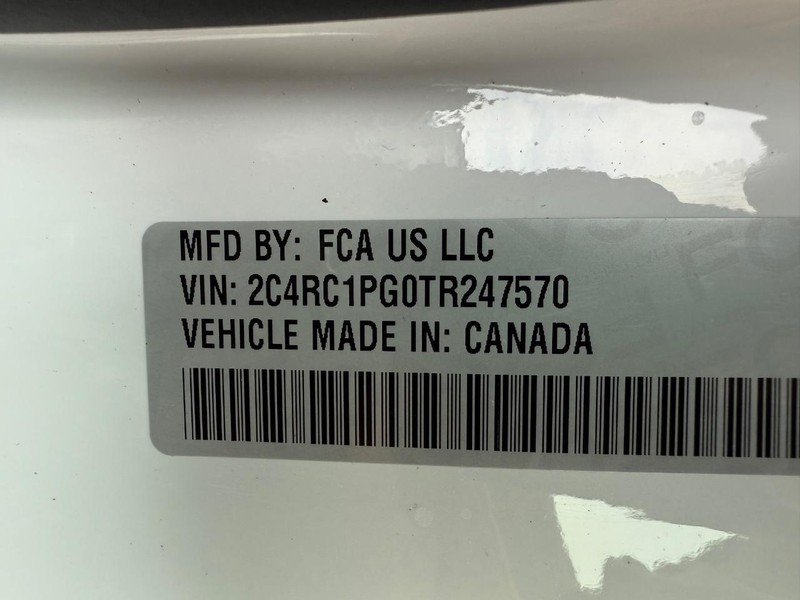 MFD BY: FCA US LLC
VIN: 2C4RC1PG0TR247570
VEHICLE MADE IN: CANADA